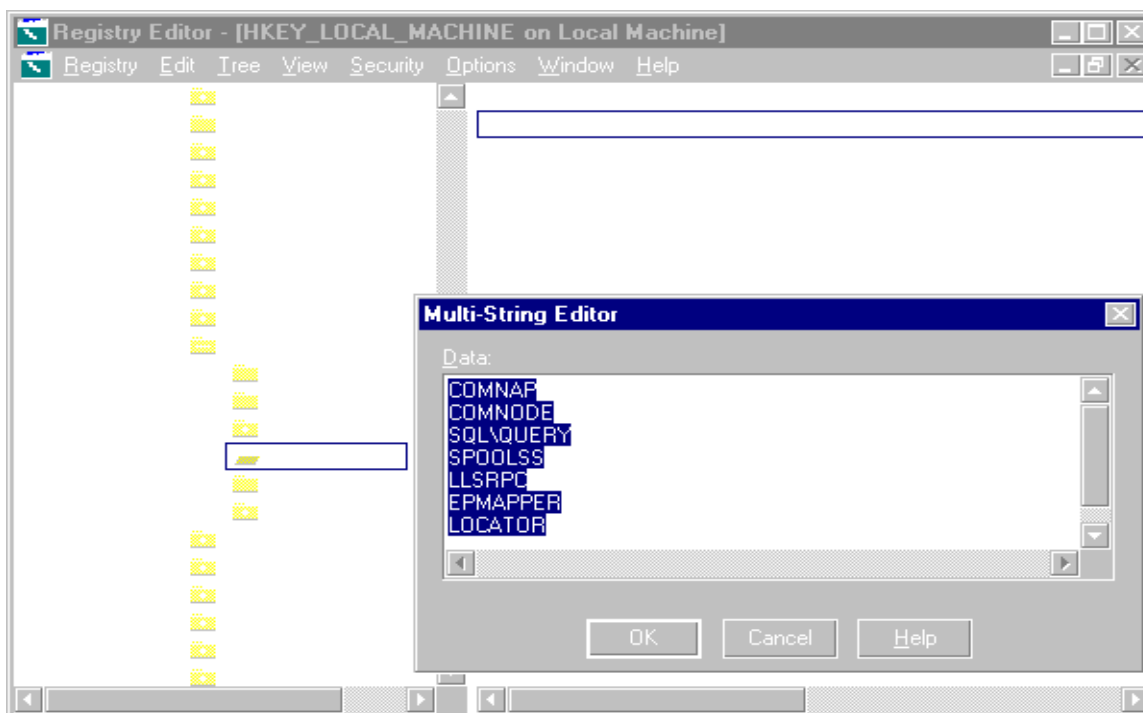 Registry Editor - [HKEY_LOCAL_MACHINE on Local Machine]
Registry Edit Tree View Security Options Window Help
Multi-String Editor
Data:
COMNAP
COMNODE
SQL\QUERY
SPOOLSS
LLSRPC
EPMAPPER
LOCATOR
OK Cancel Help